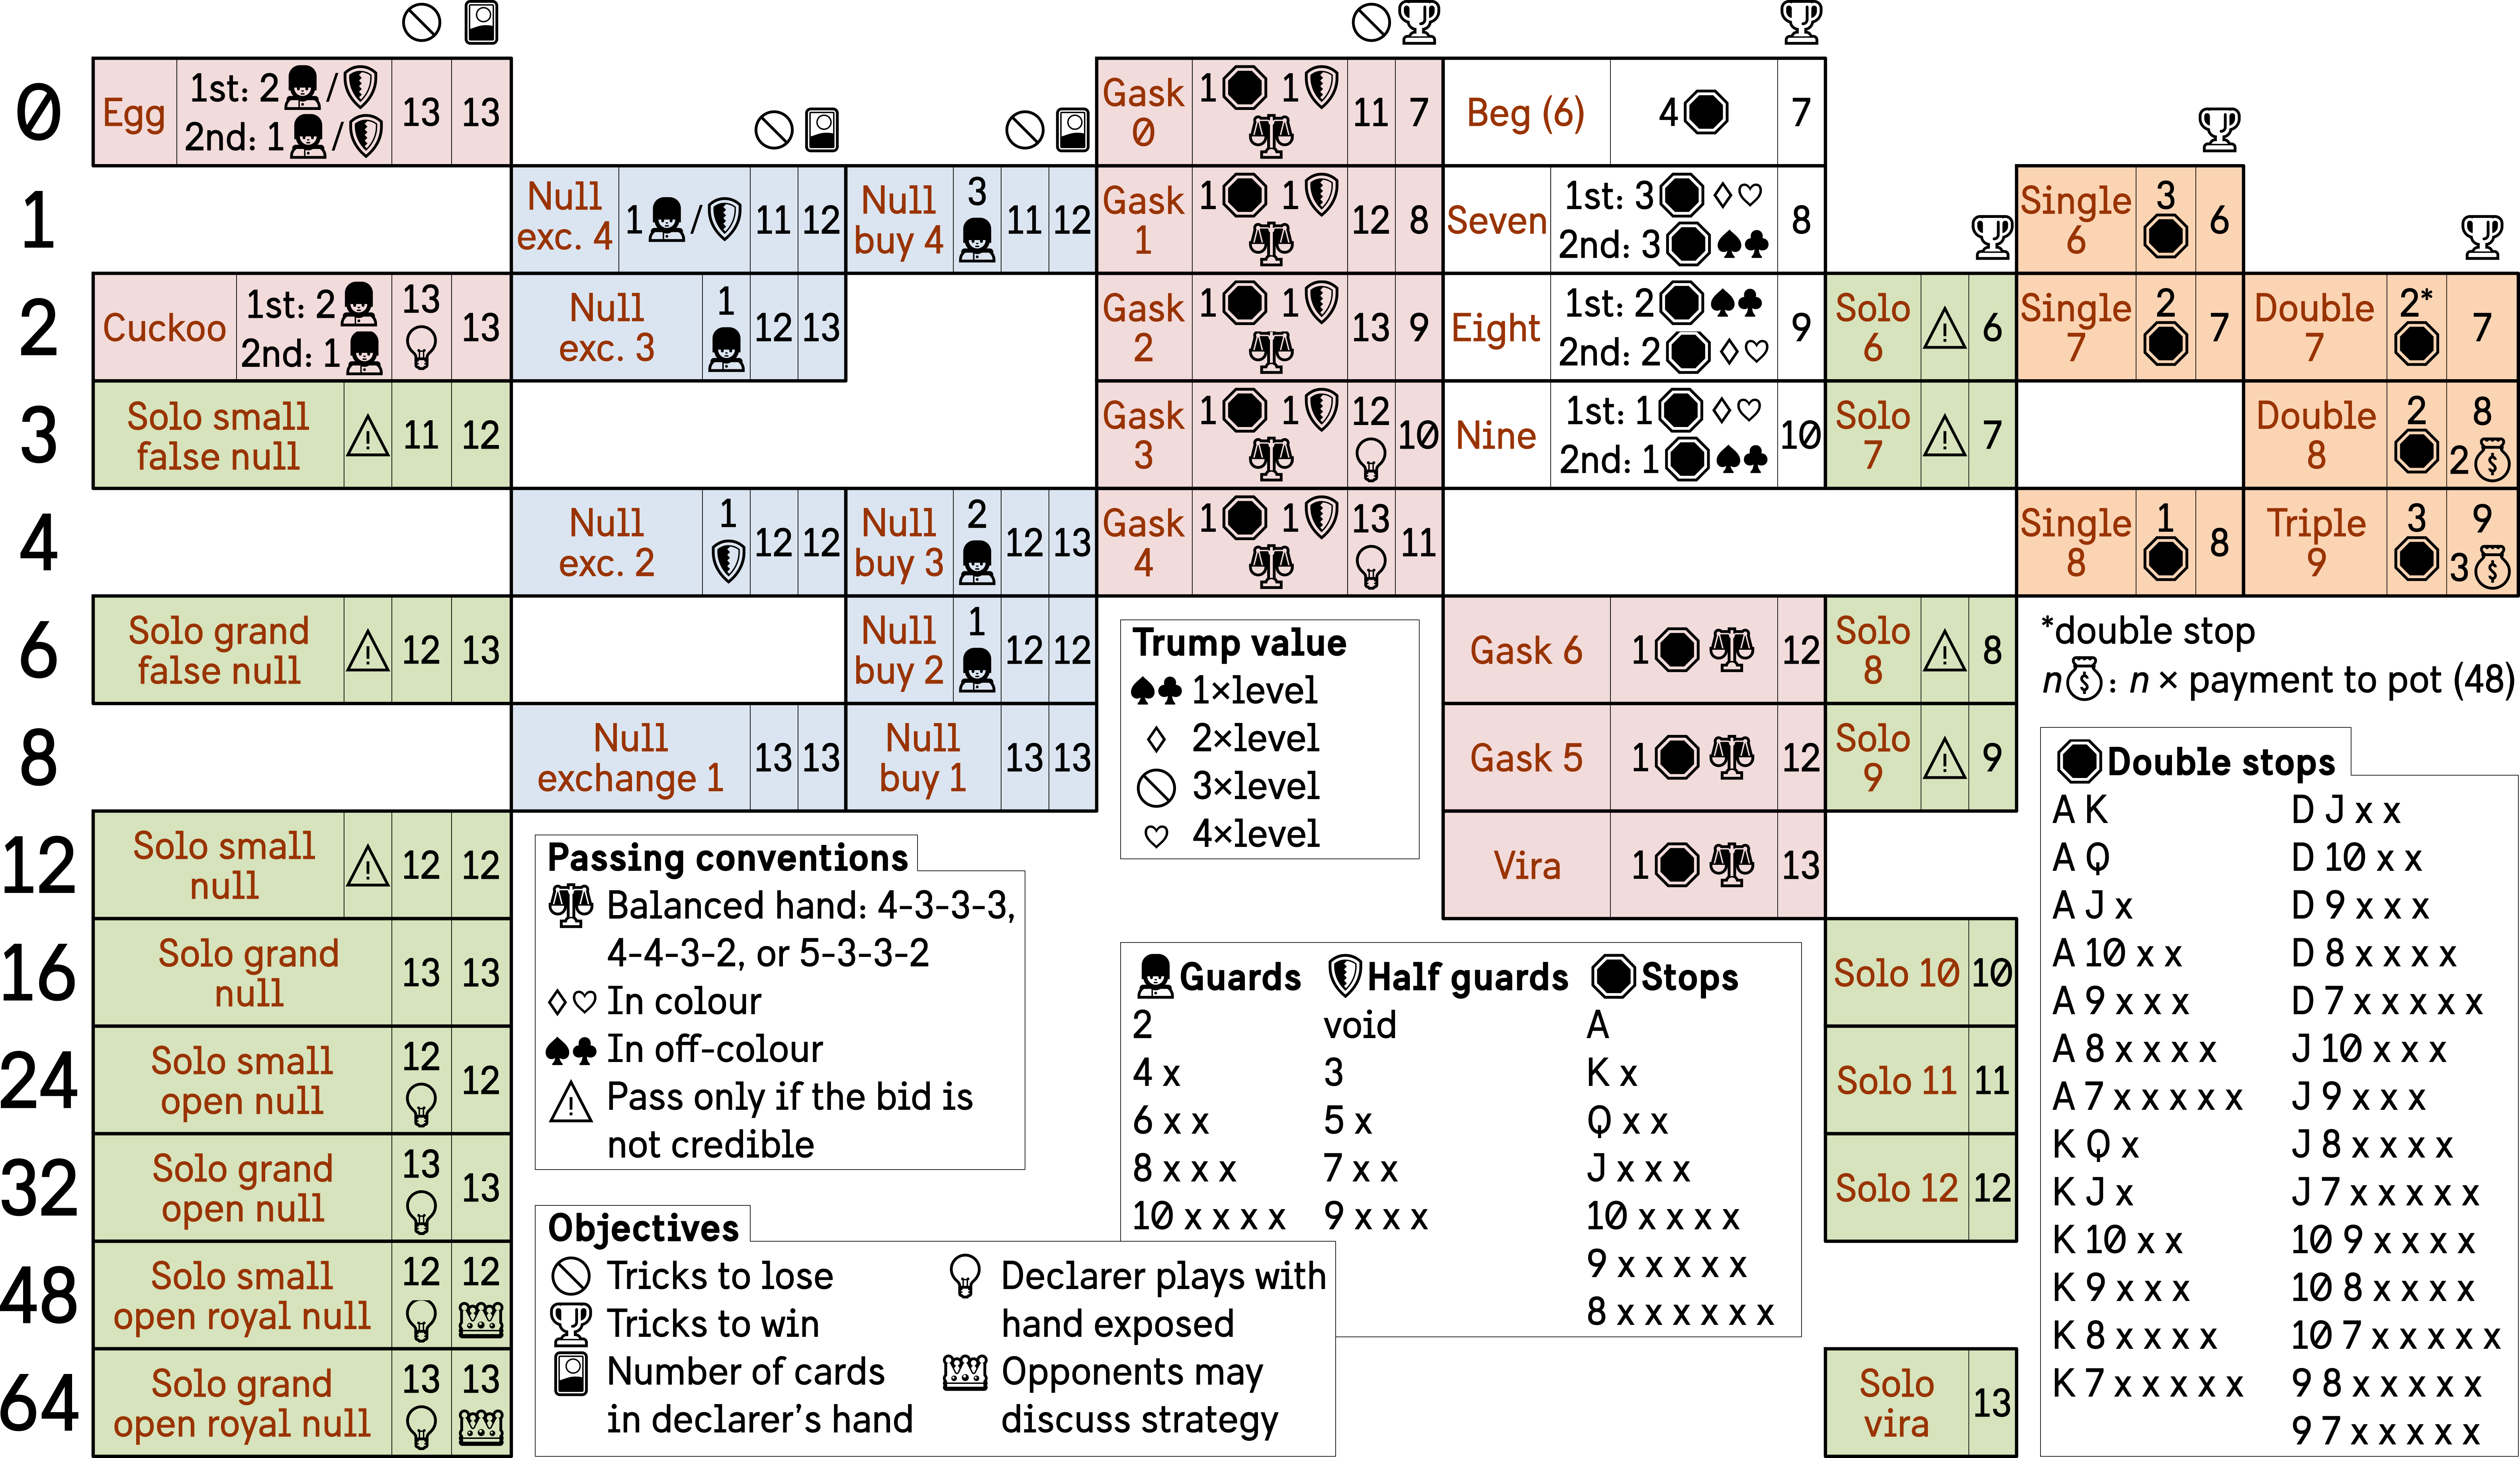 0
Egg
1st: 2 /
2nd: 1 /
13
13
Gask
0
1 1
11
7
Beg (6)
4
7
1
Null
exc. 4
1 /
11
12
Null
buy 4
3
11
12
Gask
1
1 1
12
8
Seven
1st: 3 ♢♡
2nd: 3 ♠♣
8
Single
6
3
6
2
Cuckoo
1st: 2
2nd: 1
13
13
Null
exc. 3
1
12
13
Gask
2
1 1
13
9
Eight
1st: 2 ♠♣
2nd: 2 ♢♡
9
Solo
6
6
Single
7
2
7
Double
7
2*
7
3
Solo small
false null
11
12
Gask
3
1 1
12
10
Nine
1st: 1 ♢♡
2nd: 1 ♠♣
10
Solo
7
7
Double
8
2
8
2
4
Null
exc. 2
1
12
12
Null
buy 3
2
12
13
Gask
4
1 1
13
11
Single
8
1
8
Triple
9
3
9
3
6
Solo grand
false null
12
13
Null
buy 2
1
12
12
Gask 6
1
12
Solo
8
8
8
Null
exchange 1
13
13
Null
buy 1
13
13
Gask 5
1
12
Solo
9
9
12
Solo small
null
12
12
Vira
1
13
16
Solo grand
null
13
13
Solo 10
10
24
Solo small
open null
12
12
Solo 11
11
32
Solo grand
open null
13
13
Solo 12
12
48
Solo small
open royal null
12
12
64
Solo grand
open royal null
13
13
Solo
vira
13
Trump value
♠♣ 1×level
♢ 2×level
3×level
♡ 4×level
*double stop
n : n × payment to pot (48)
Passing conventions
Balanced hand: 4-3-3-3,
4-4-3-2, or 5-3-3-2
♢♡ In colour
♠♣ In off-colour
Pass only if the bid is
not credible
Guards
2
4 x
6 x x
8 x x x
10 x x x x
Half guards
void
3
5 x
7 x x
9 x x x
Stops
A
K x
Q x x
J x x x
10 x x x x
9 x x x x x
8 x x x x x x
Objectives
Tricks to lose
Tricks to win
Number of cards
in declarer’s hand
Declarer plays with
hand exposed
Opponents may
discuss strategy
Double stops
A K
A Q
A J x
A 10 x x
A 9 x x x
A 8 x x x x
A 7 x x x x x
K Q x
K J x
K 10 x x
K 9 x x x
K 8 x x x x
K 7 x x x x x
D J x x
D 10 x x
D 9 x x x
D 8 x x x x
D 7 x x x x x
J 10 x x x
J 9 x x x
J 8 x x x x
J 7 x x x x x
10 9 x x x x
10 8 x x x x
10 7 x x x x x
9 8 x x x x x
9 7 x x x x x